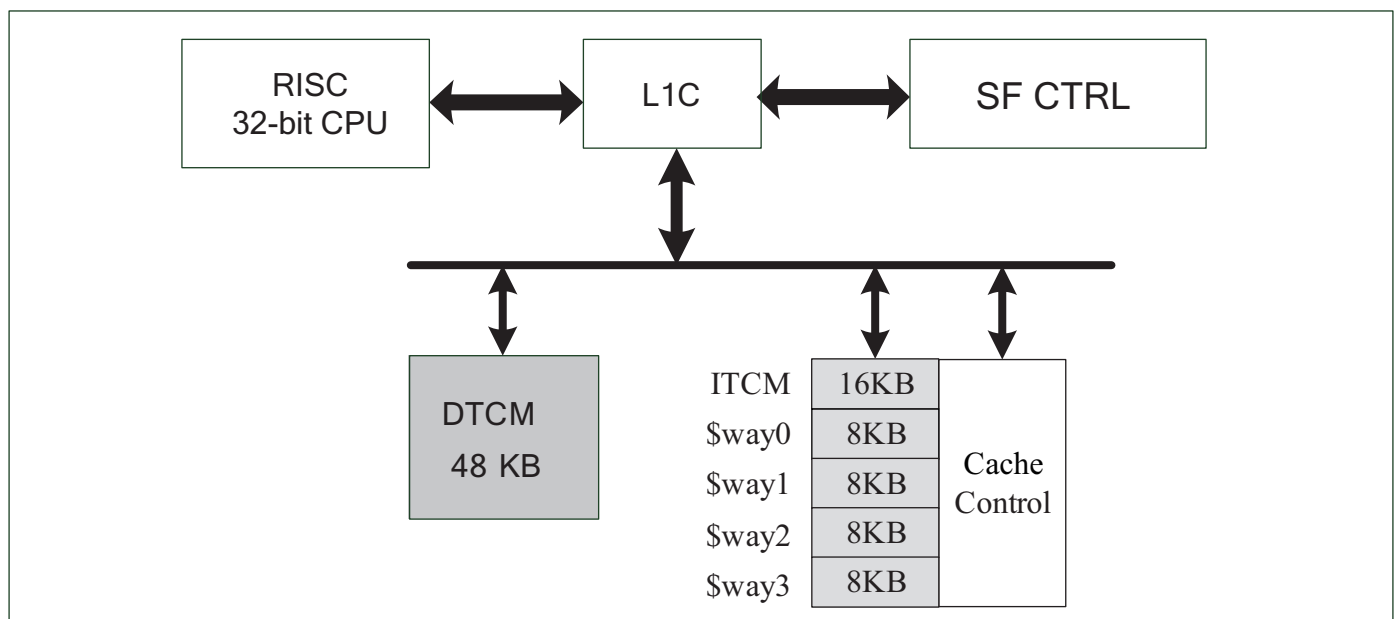 RISC
32-bit CPU
L1C
SF CTRL
DTCM
48 KB
ITCM 16KB
$way0 8KB
$way1 8KB
$way2 8KB
$way3 8KB
Cache
Control